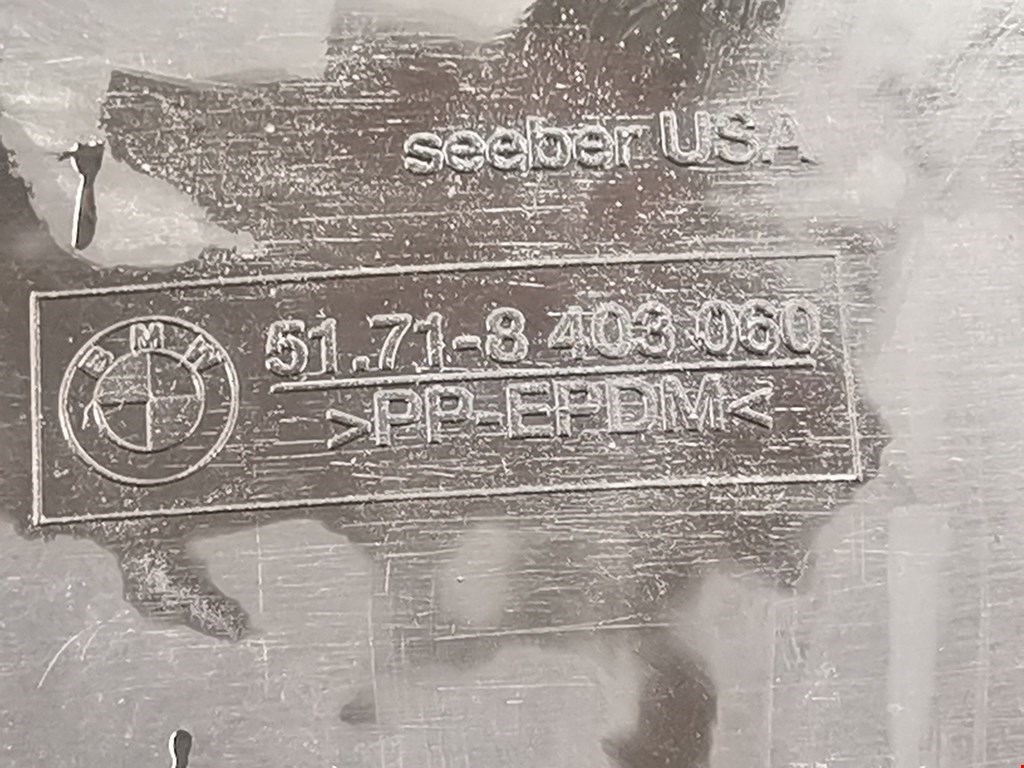 seeber USA
BMW
51.71-8 403 060
>PP-EPDM<